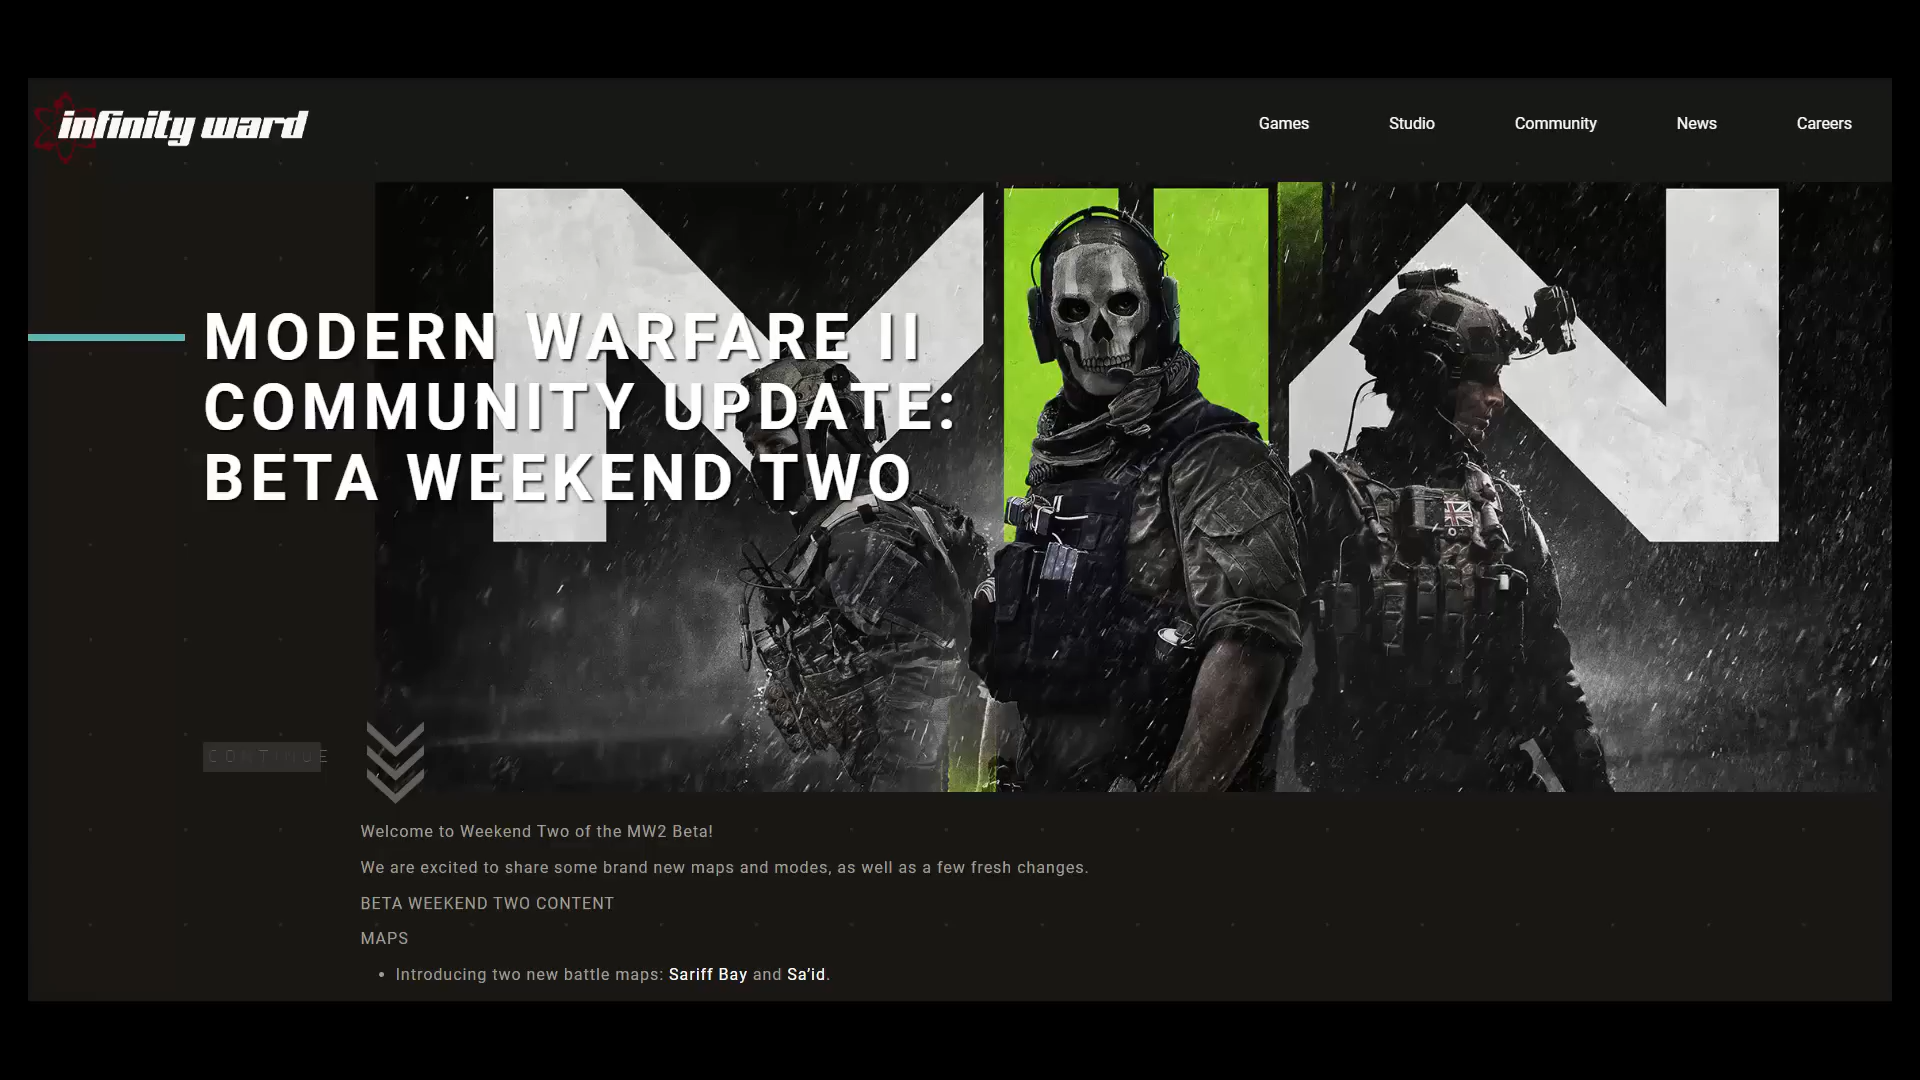 infinity ward
Games Studio Community News Careers
MODERN WARFARE II
COMMUNITY UPDATE:
BETA WEEKEND TWO
CONTINUE
Welcome to Weekend Two of the MW2 Beta!
We are excited to share some brand new maps and modes, as well as a few fresh changes.
BETA WEEKEND TWO CONTENT
MAPS
• Introducing two new battle maps: Sariff Bay and Sa’id.